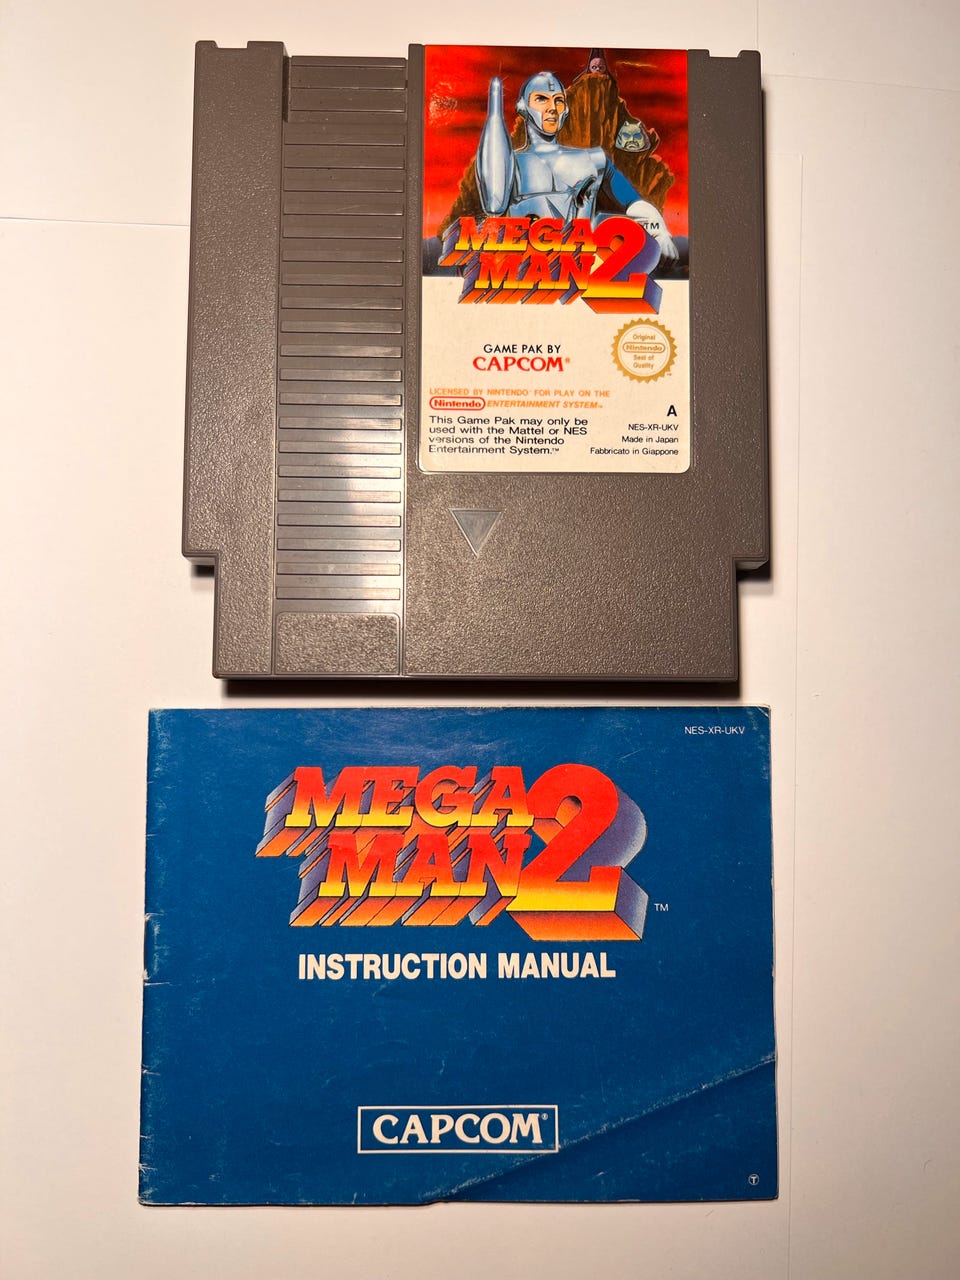 MEGA
MAN 2 ™
Original
Nintendo
Seal of
Quality
GAME PAK BY
CAPCOM®
LICENSED BY NINTENDO® FOR PLAY ON THE
Nintendo ENTERTAINMENT SYSTEM™
This Game Pak may only be
used with the Mattel or NES
versions of the Nintendo
Entertainment System.™
A
NES-XR-UKV
Made in Japan
Fabbricato in Giappone
NES-XR-UKV
MEGA
MAN 2 ™
INSTRUCTION MANUAL
CAPCOM®
T